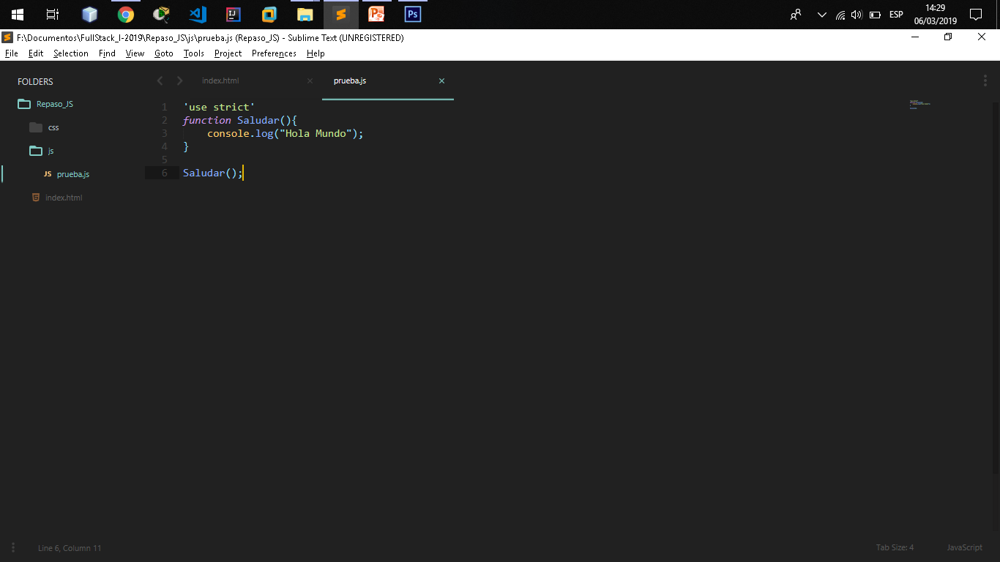 ESP
14:29
06/03/2019
F:\Documentos\FullStack_I-2019\Repaso_JS\js\prueba.js (Repaso_JS) - Sublime Text (UNREGISTERED)
File Edit Selection Find View Goto Tools Project Preferences Help
FOLDERS
Repaso_JS
css
js
JS prueba.js
index.html
index.html
prueba.js
1 'use strict'
2 function Saludar(){
3 console.log("Hola Mundo");
4 }
5
6 Saludar();
Line 6, Column 11
Tab Size: 4
JavaScript